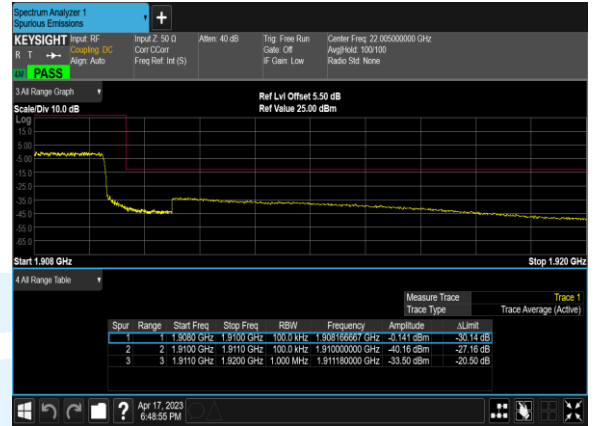 Spectrum Analyzer 1
Spurious Emissions
+
KEYSIGHT Input: RF Input Z: 50 Ω Atten: 40 dB Trig: Free Run Center Freq: 22.005000000 GHz
R T Coupling: DC Corr CCorr Gate: Off Avg|Hold: 100/100
Align: Auto Freq Ref: Int (S) IF Gain: Low Radio Std: None
PASS
3 All Range Graph
Ref Lvl Offset 5.50 dB
Scale/Div 10.0 dB Ref Value 25.00 dBm
Log
15.0
5.00
-5.00
-15.0
-25.0
-35.0
-45.0
-55.0
-65.0
Start 1.908 GHz Stop 1.920 GHz
4 All Range Table
Measure Trace Trace 1
Trace Type Trace Average (Active)
Spur Range Start Freq Stop Freq RBW Frequency Amplitude ΔLimit
1 1 1.9080 GHz 1.9100 GHz 100.0 kHz 1.908166667 GHz -0.141 dBm -30.14 dB
2 2 1.9100 GHz 1.9110 GHz 100.0 kHz 1.910000000 GHz -40.16 dBm -27.16 dB
3 3 1.9110 GHz 1.9200 GHz 1.000 MHz 1.911180000 GHz -33.50 dBm -20.50 dB
? Apr 17, 2023
6:48:55 PM